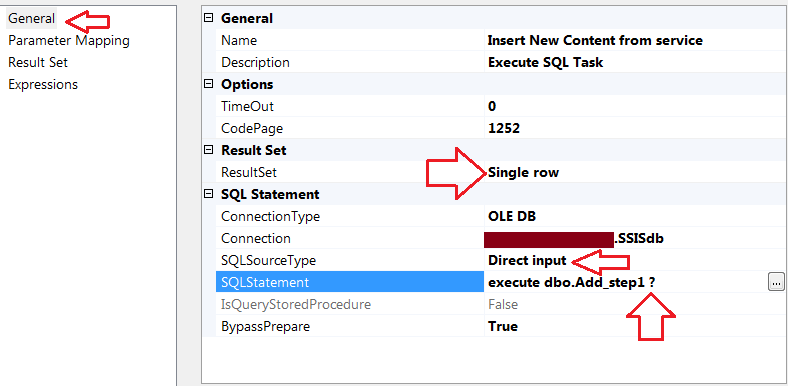 General
Parameter Mapping
Result Set
Expressions
General
Name Insert New Content from service
Description Execute SQL Task
Options
TimeOut 0
CodePage 1252
Result Set
ResultSet Single row
SQL Statement
ConnectionType OLE DB
Connection .SSISdb
SQLSourceType Direct input
SQLStatement execute dbo.Add_step1 ? ...
IsQueryStoredProcedure False
BypassPrepare True